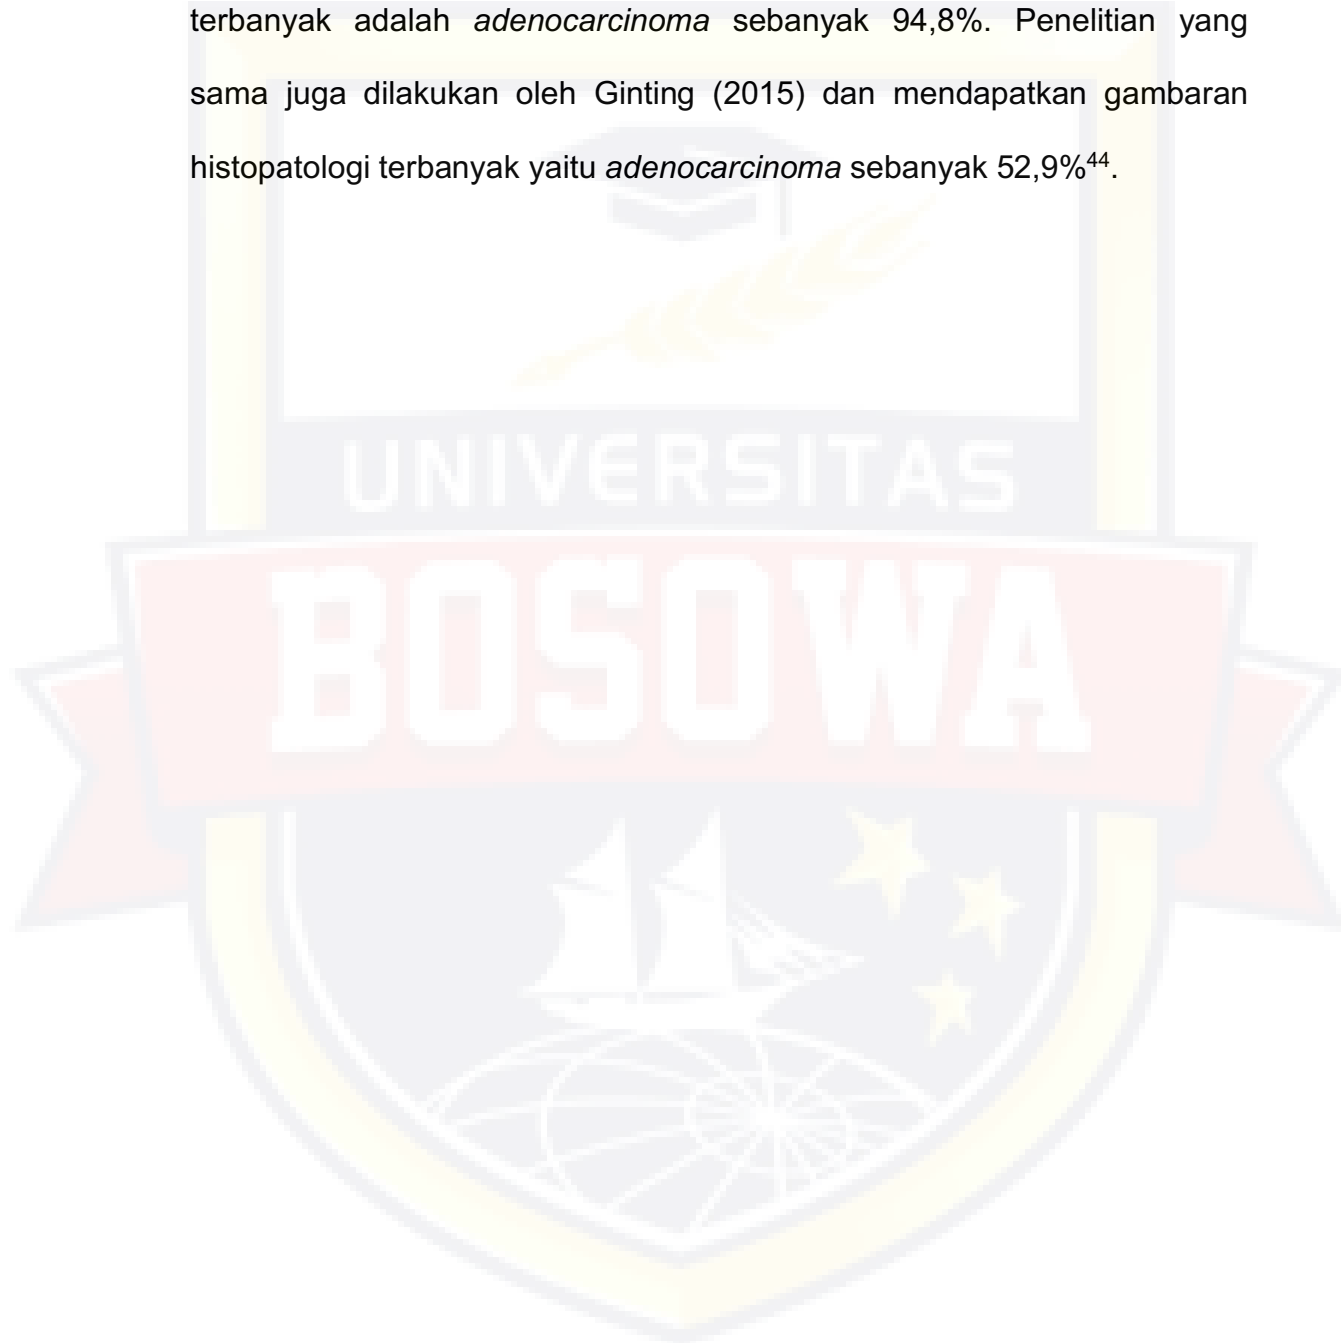 terbanyak adalah adenocarcinoma sebanyak 94,8%. Penelitian yang
sama juga dilakukan oleh Ginting (2015) dan mendapatkan gambaran
histopatologi terbanyak yaitu adenocarcinoma sebanyak 52,9%⁴⁴.
UNIVERSITAS
BOSOWA